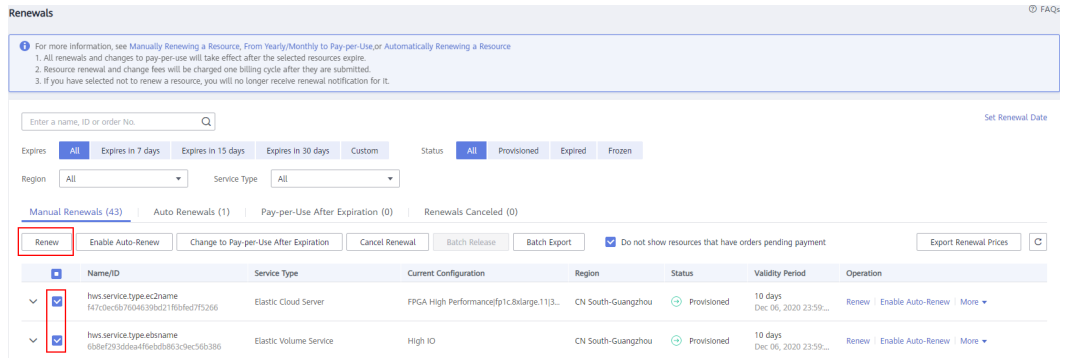 FAQs
Renewals
For more information, see Manually Renewing a Resource, From Yearly/Monthly to Pay-per-Use,or Automatically Renewing a Resource
1. All renewals and changes to pay-per-use will take effect after the selected resources expire.
2. Resource renewal and change fees will be charged one billing cycle after they are submitted.
3. If you have selected not to renew a resource, you will no longer receive renewal notification for it.
Enter a name, ID or order No.
Set Renewal Date
Expires All Expires in 7 days Expires in 15 days Expires in 30 days Custom Status All Provisioned Expired Frozen
Region All Service Type All
Manual Renewals (43) Auto Renewals (1) Pay-per-Use After Expiration (0) Renewals Canceled (0)
Renew Enable Auto-Renew Change to Pay-per-Use After Expiration Cancel Renewal Batch Release Batch Export Do not show resources that have orders pending payment Export Renewal Prices
Name/ID Service Type Current Configuration Region Status Validity Period Operation
hws.service.type.ec2name Elastic Cloud Server FPGA High Performance|fp1c.8xlarge.11|3... CN South-Guangzhou Provisioned 10 days Renew Enable Auto-Renew More
f47c0ec6b7604639bd21f6bfed7f5266 Dec 06, 2020 23:59:...
hws.service.type.ebsname Elastic Volume Service High IO CN South-Guangzhou Provisioned 10 days Renew Enable Auto-Renew More
6b8ef293ddea4f6ebdb863c9ec56b386 Dec 06, 2020 23:59:...